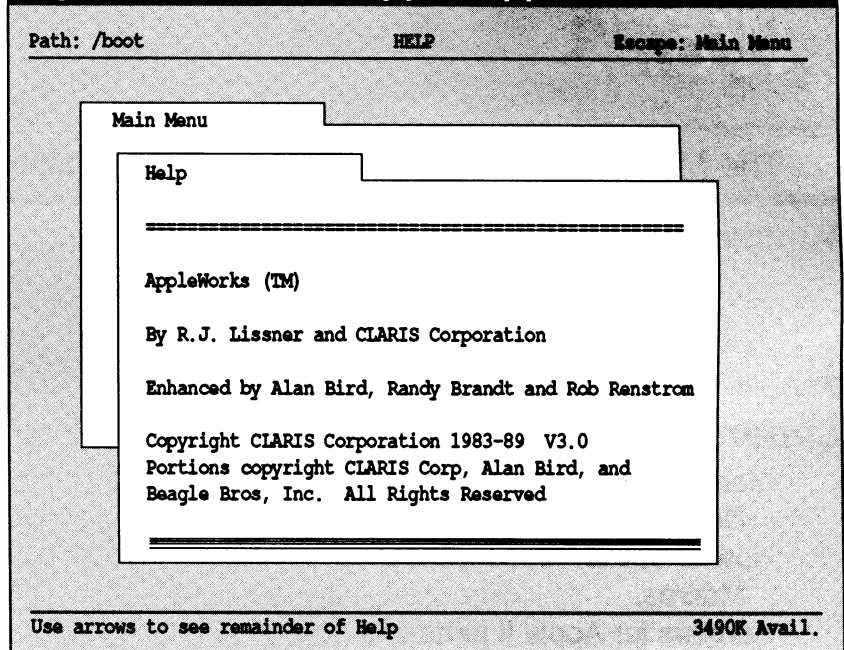 Path: /boot HELP Escape: Main Menu
Main Menu
Help
AppleWorks (TM)
By R.J. Lissner and CLARIS Corporation
Enhanced by Alan Bird, Randy Brandt and Rob Renstrom
Copyright CLARIS Corporation 1983-89 V3.0
Portions copyright CLARIS Corp, Alan Bird, and
Beagle Bros, Inc. All Rights Reserved
Use arrows to see remainder of Help 3490K Avail.